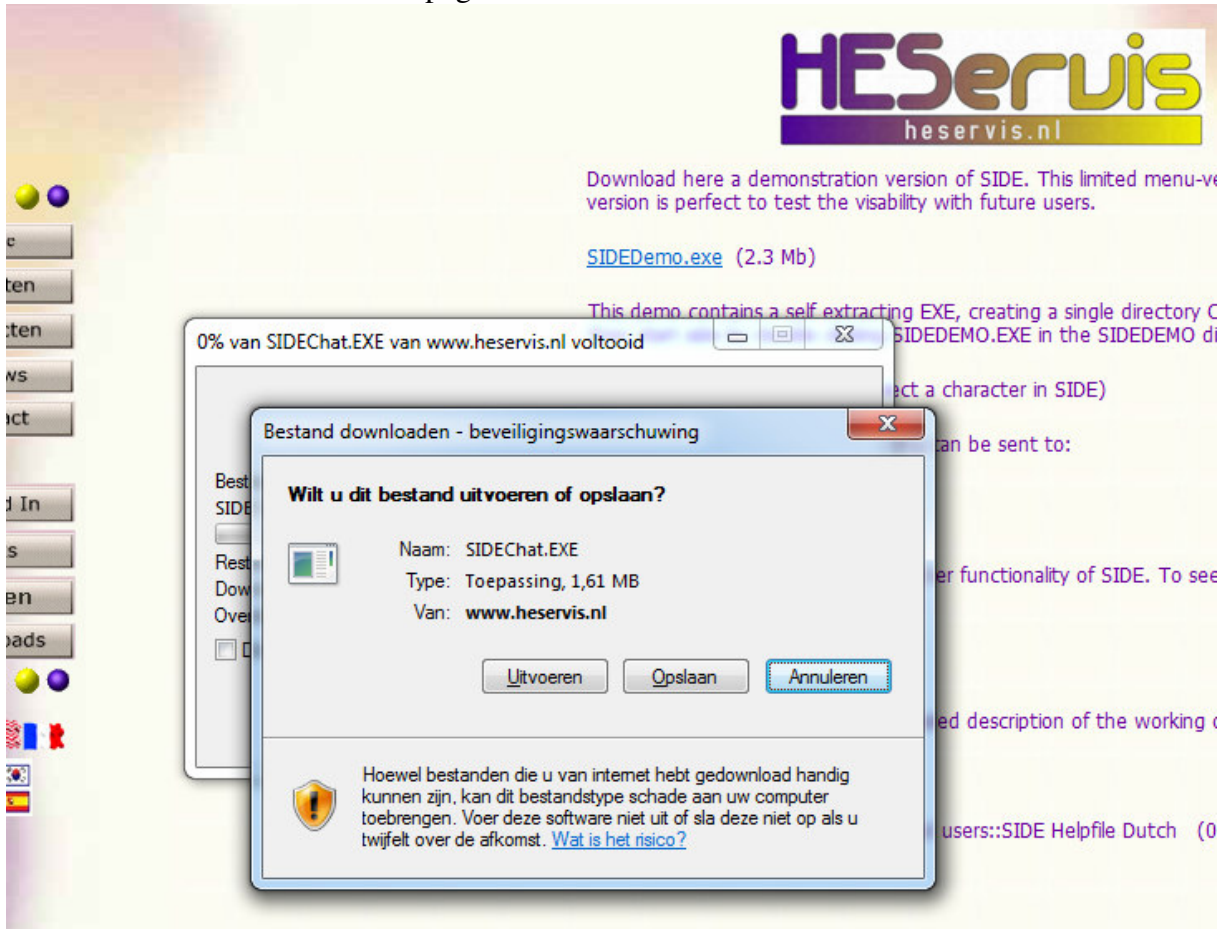 HEServis
heservis.nl
Download here a demonstration version of SIDE. This limited menu-ve
version is perfect to test the visability with future users.
SIDEDemo.exe (2.3 Mb)
This demo contains a self extracting EXE, creating a single directory
SIDEDEMO.EXE in the SIDEDEMO di
ect a character in SIDE)
can be sent to:
er functionality of SIDE. To see
ed description of the working
users::SIDE Helpfile Dutch (0
c
ten
cten
ws
act
d In
s
en
oads
0% van SIDEChat.EXE van www.heservis.nl voltooid
Best
SIDE
Rest
Dow
Over
D
Bestand downloaden - beveiligingswaarschuwing
Wilt u dit bestand uitvoeren of opslaan?
Naam: SIDEChat.EXE
Type: Toepassing, 1,61 MB
Van: www.heservis.nl
Uitvoeren Opslaan Annuleren
Hoewel bestanden die u van internet hebt gedownload handig
kunnen zijn, kan dit bestandstype schade aan uw computer
toebrengen. Voer deze software niet uit of sla deze niet op als u
twijfelt over de afkomst. Wat is het risico?